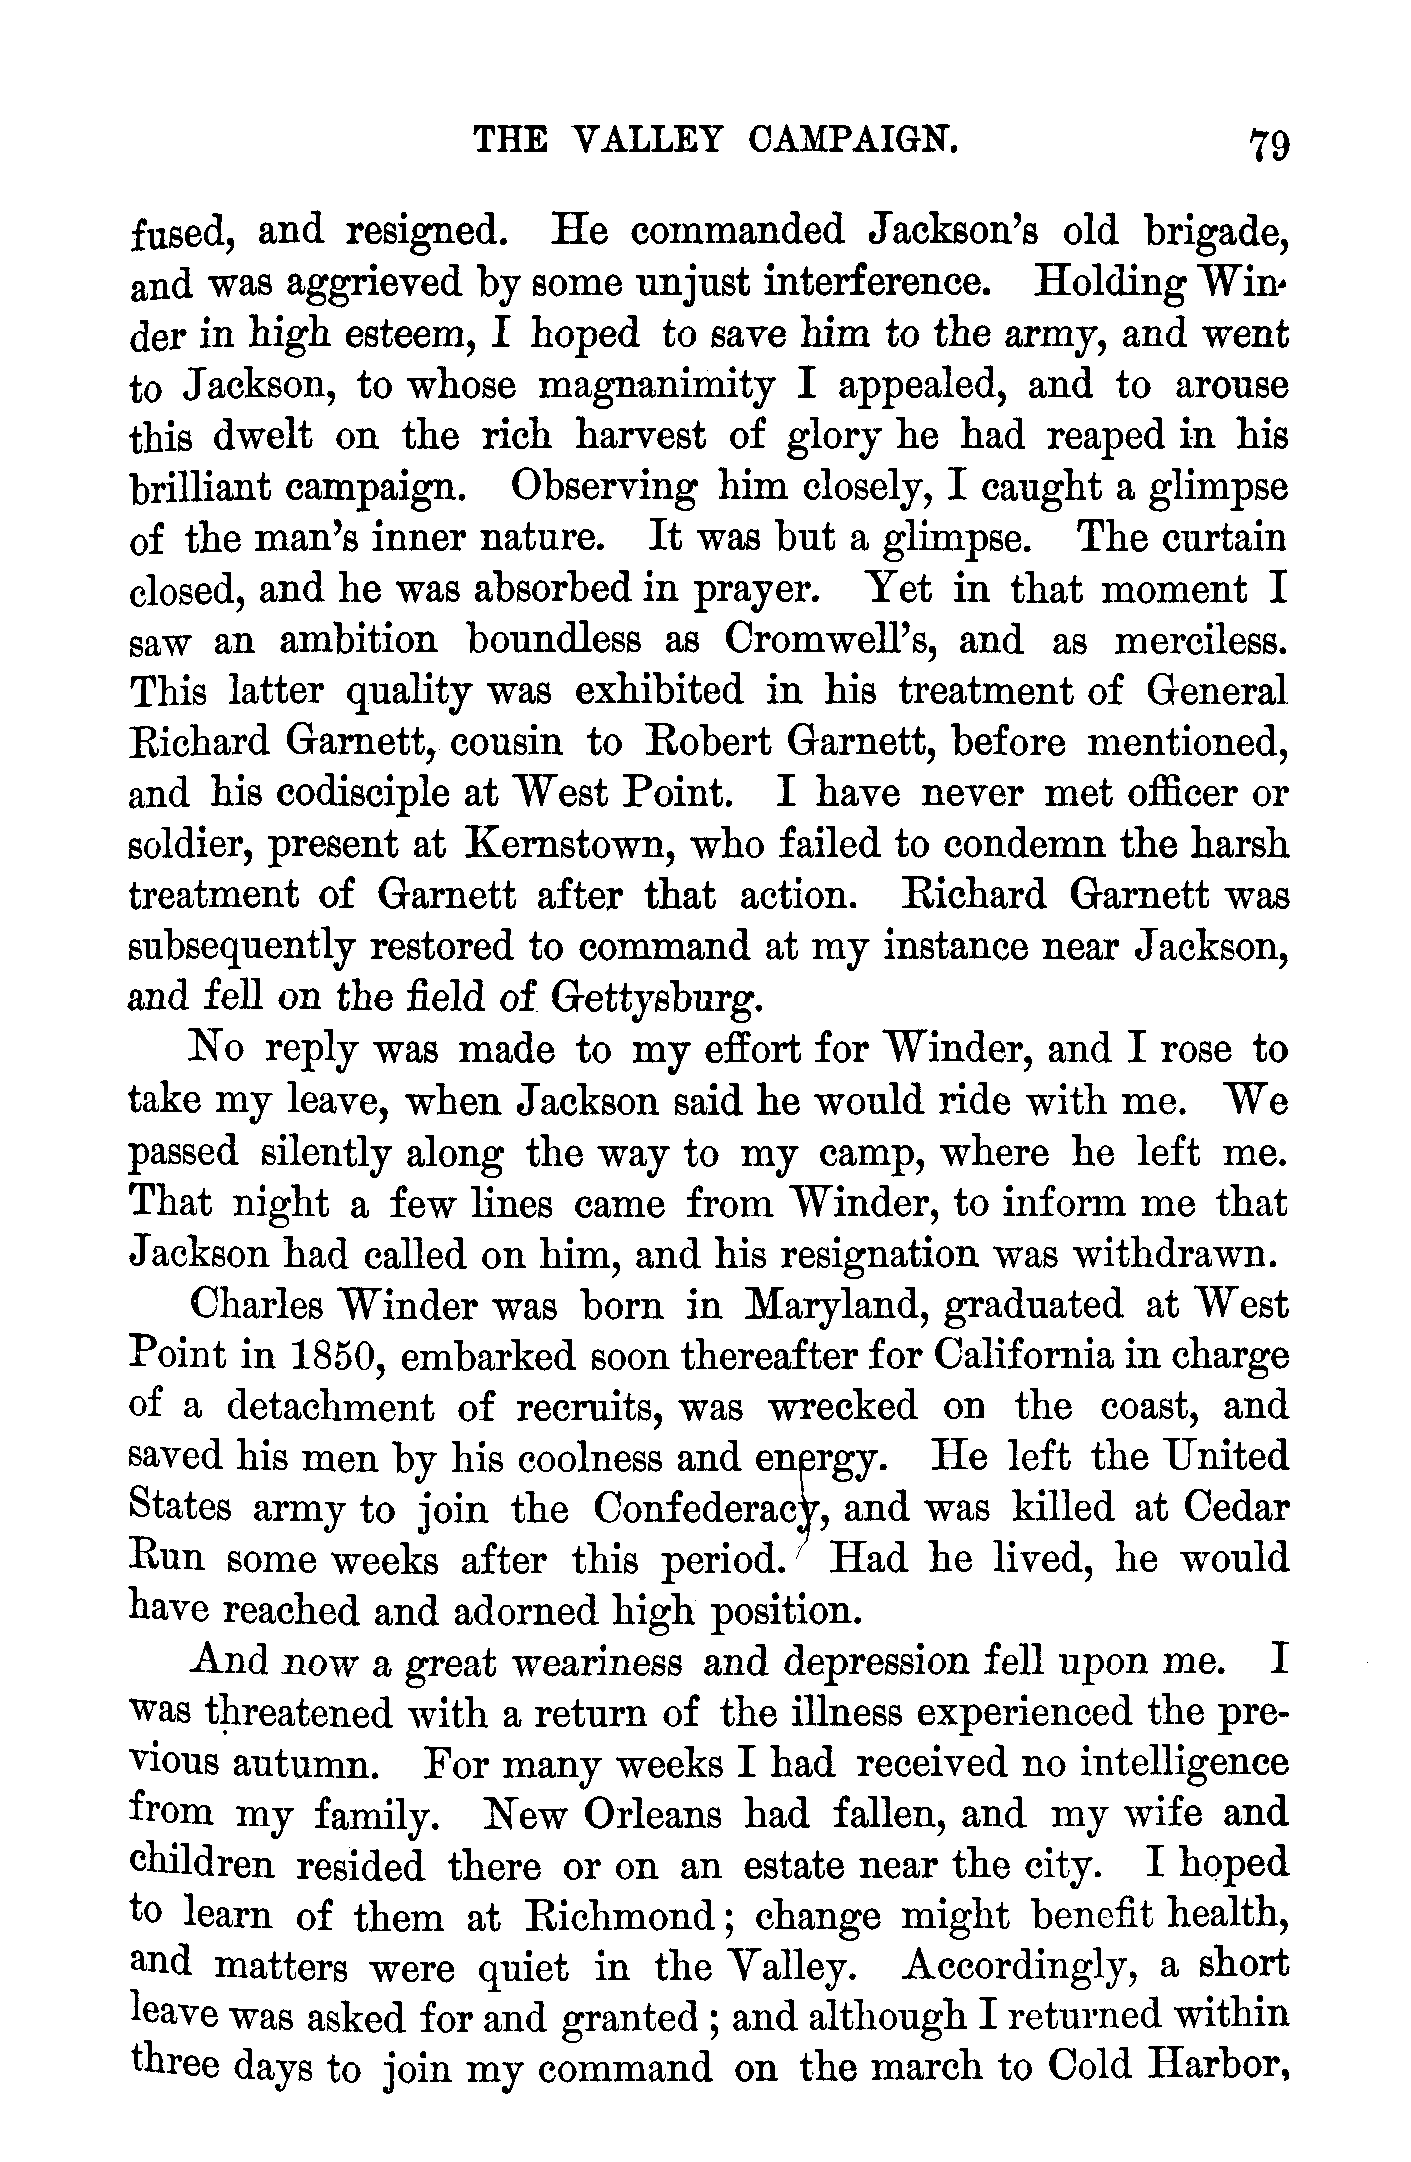 THE VALLEY CAMPAIGN. 79
fused, and resigned. He commanded Jackson's old brigade,
and was aggrieved by some unjust interference. Holding Win-
der in high esteem, I hoped to save him to the army, and went
to Jackson, to whose magnanimity I appealed, and to arouse
this dwelt on the rich harvest of glory he had reaped in his
brilliant campaign. Observing him closely, I caught a glimpse
of the man's inner nature. It was but a glimpse. The curtain
closed, and he was absorbed in prayer. Yet in that moment I
saw an ambition boundless as Cromwell's, and as merciless.
This latter quality was exhibited in his treatment of General
Richard Garnett, cousin to Robert Garnett, before mentioned,
and his codisciple at West Point. I have never met officer or
soldier, present at Kernstown, who failed to condemn the harsh
treatment of Garnett after that action. Richard Garnett was
subsequently restored to command at my instance near Jackson,
and fell on the field of Gettysburg.
No reply was made to my effort for Winder, and I rose to
take my leave, when Jackson said he would ride with me. We
passed silently along the way to my camp, where he left me.
That night a few lines came from Winder, to inform me that
Jackson had called on him, and his resignation was withdrawn.
Charles Winder was born in Maryland, graduated at West
Point in 1850, embarked soon thereafter for California in charge
of a detachment of recruits, was wrecked on the coast, and
saved his men by his coolness and energy. He left the United
States army to join the Confederacy, and was killed at Cedar
Run some weeks after this period. Had he lived, he would
have reached and adorned high position.
And now a great weariness and depression fell upon me. I
was threatened with a return of the illness experienced the pre-
vious autumn. For many weeks I had received no intelligence
from my family. New Orleans had fallen, and my wife and
children resided there or on an estate near the city. I hoped
to learn of them at Richmond; change might benefit health,
and matters were quiet in the Valley. Accordingly, a short
leave was asked for and granted; and although I returned within
three days to join my command on the march to Cold Harbor,